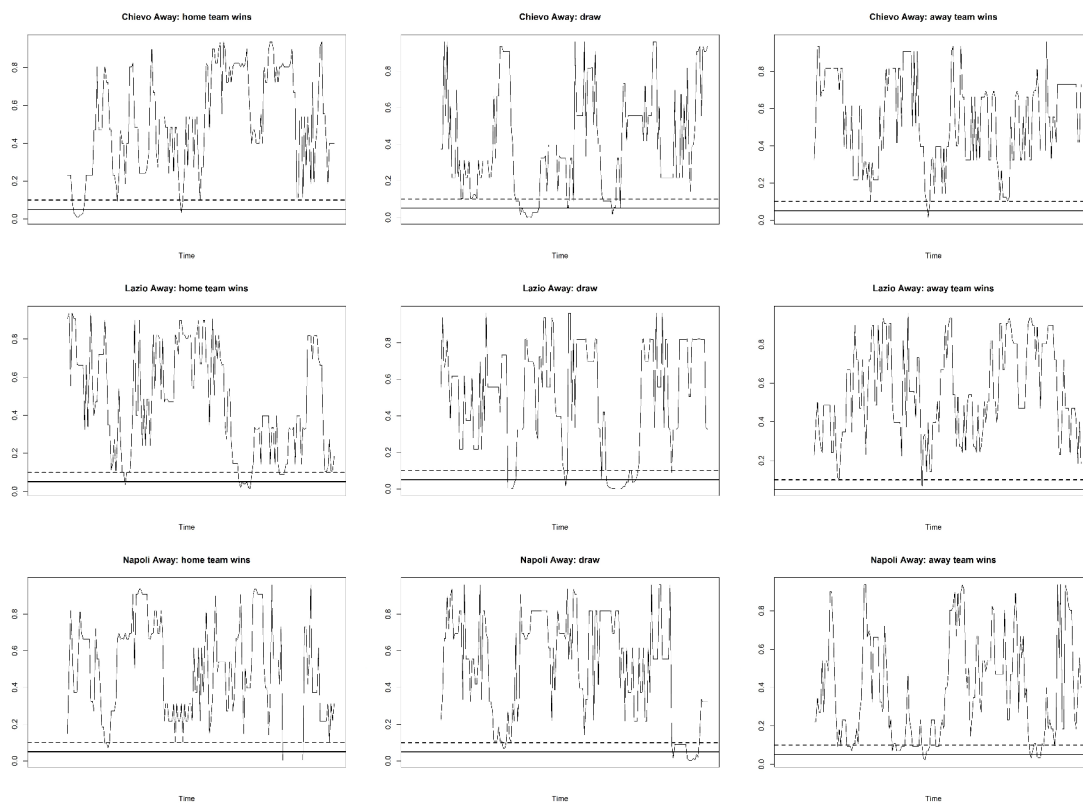 Chievo Away: home team wins
Chievo Away: draw
Chievo Away: away team wins
0.8
0.6
0.4
0.2
0.0
0.8
0.6
0.4
0.2
0.0
0.8
0.6
0.4
0.2
0.0
Time
Time
Time
Lazio Away: home team wins
Lazio Away: draw
Lazio Away: away team wins
0.8
0.6
0.4
0.2
0.0
0.8
0.6
0.4
0.2
0.0
0.8
0.6
0.4
0.2
Time
Time
Time
Napoli Away: home team wins
Napoli Away: draw
Napoli Away: away team wins
0.8
0.6
0.4
0.2
0.0
0.8
0.6
0.4
0.2
0.0
0.8
0.6
0.4
0.2
0.0
Time
Time
Time